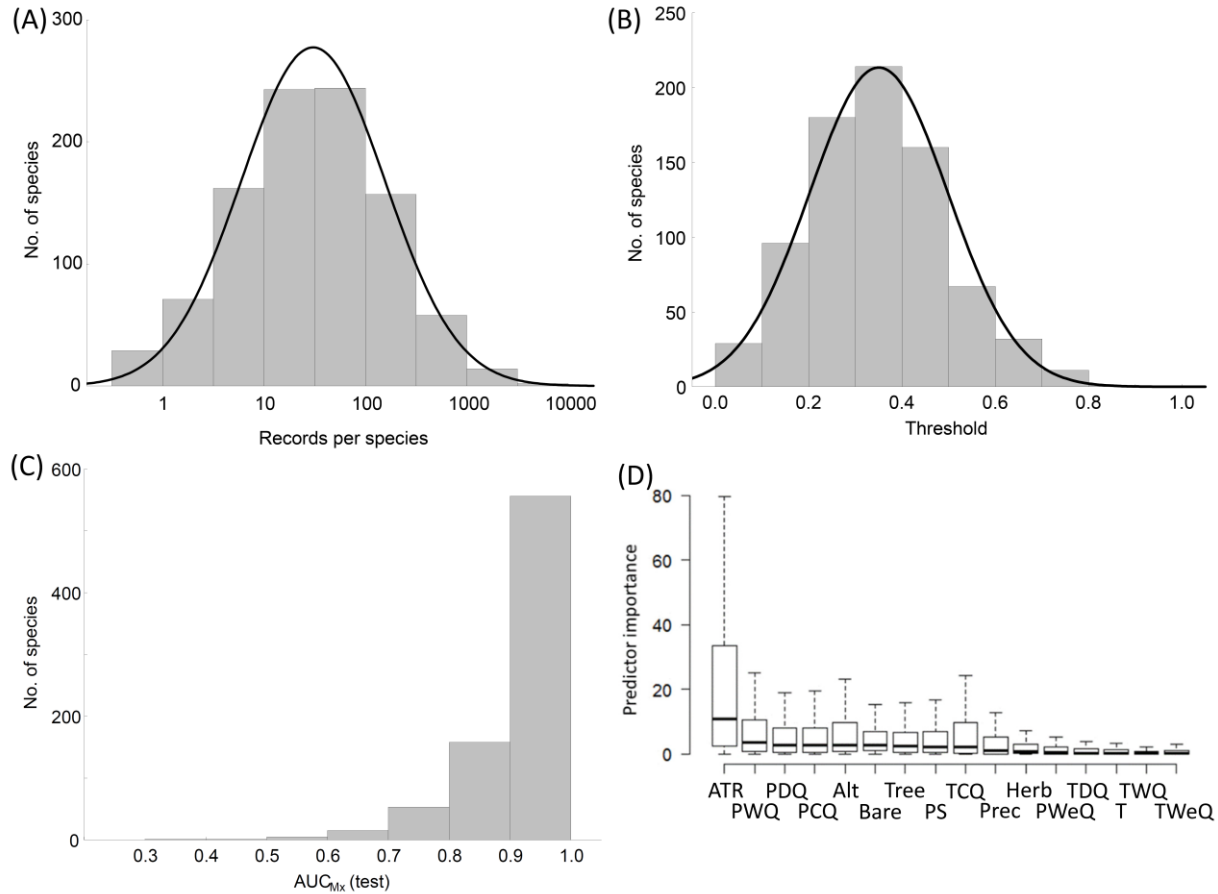 (A)
300
200
100
0
No. of species
1
10
100
1000
10000
Records per species
(B)
250
200
150
100
50
0
No. of species
0.0
0.2
0.4
0.6
0.8
1.0
Threshold
(C)
600
400
200
0
No. of species
0.3
0.4
0.5
0.6
0.7
0.8
0.9
1.0
AUCMx (test)
(D)
80
60
40
20
0
Predictor importance
ATR
PWQ
PDQ
PCQ
Alt
Bare
Tree
PS
TCQ
Prec
Herb
PWeQ
TDQ
T
TWQ
TWeQ